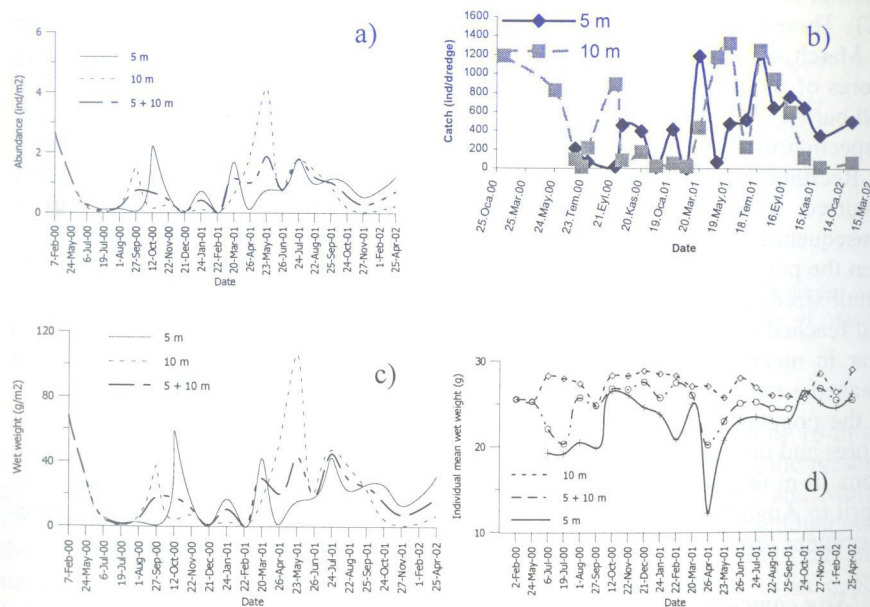 a)
Abundance (ind/m2)
6
4
2
0
5 m
10 m
5 + 10 m
7-Feb-00
24-May-00
6-Jul-00
19-Jul-00
1-Aug-00
27-Sep-00
12-Oct-00
22-Nov-00
21-Dec-00
24-Jan-01
22-Feb-01
20-Mar-01
26-Apr-01
23-May-01
26-Jun-01
24-Jul-01
22-Aug-01
25-Sep-01
24-Oct-01
27-Nov-01
1-Feb-02
25-Apr-02
Date
b)
Catch (ind/dredge)
1600
1400
1200
1000
800
600
400
200
0
5 m
10 m
25.Oca.00
25.Mar.00
24.May.00
23.Tem.00
21.Eyl.00
20.Kas.00
19.Oca.01
20.Mar.01
19.May.01
18.Tem.01
16.Eyl.01
15.Kas.01
14.Oca.02
15.Mar.02
Date
c)
Wet weight (g/m2)
120
80
40
0
5 m
10 m
5 + 10 m
7-Feb-00
24-May-00
6-Jul-00
19-Jul-00
1-Aug-00
27-Sep-00
12-Oct-00
22-Nov-00
21-Dec-00
24-Jan-01
22-Feb-01
20-Mar-01
26-Apr-01
23-May-01
26-Jun-01
24-Jul-01
22-Aug-01
25-Sep-01
24-Oct-01
27-Nov-01
1-Feb-02
25-Apr-02
Date
d)
Individual mean wet weight (g)
30
25
20
10
10 m
5 + 10 m
5 m
2-Feb-00
24-May-00
6-Jul-00
19-Jul-00
1-Aug-00
27-Sep-00
12-Oct-00
22-Nov-00
21-Dec-00
24-Jan-01
22-Feb-01
20-Mar-01
26-Apr-01
23-May-01
26-Jun-01
24-Jul-01
22-Aug-01
25-Sep-01
24-Oct-01
27-Nov-01
1-Feb-02
25-Apr-02
Date